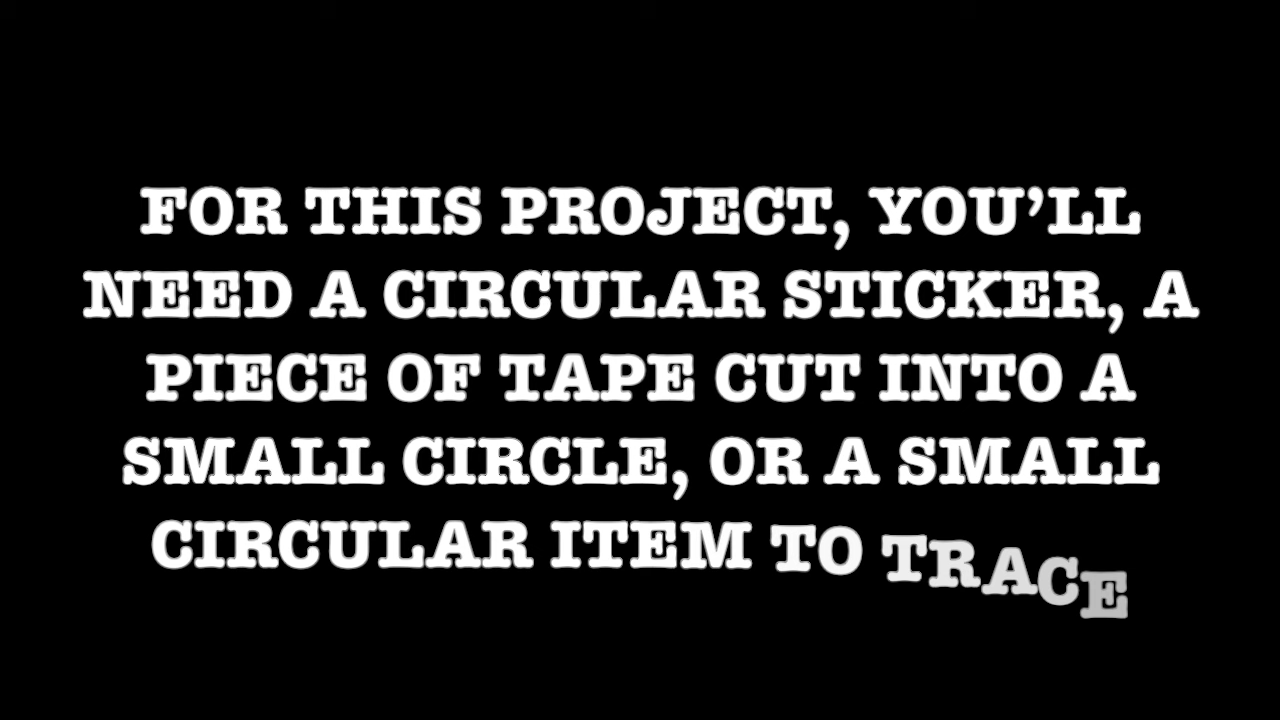 FOR THIS PROJECT, YOU’LL
NEED A CIRCULAR STICKER, A
PIECE OF TAPE CUT INTO A
SMALL CIRCLE, OR A SMALL
CIRCULAR ITEM TO TRACE